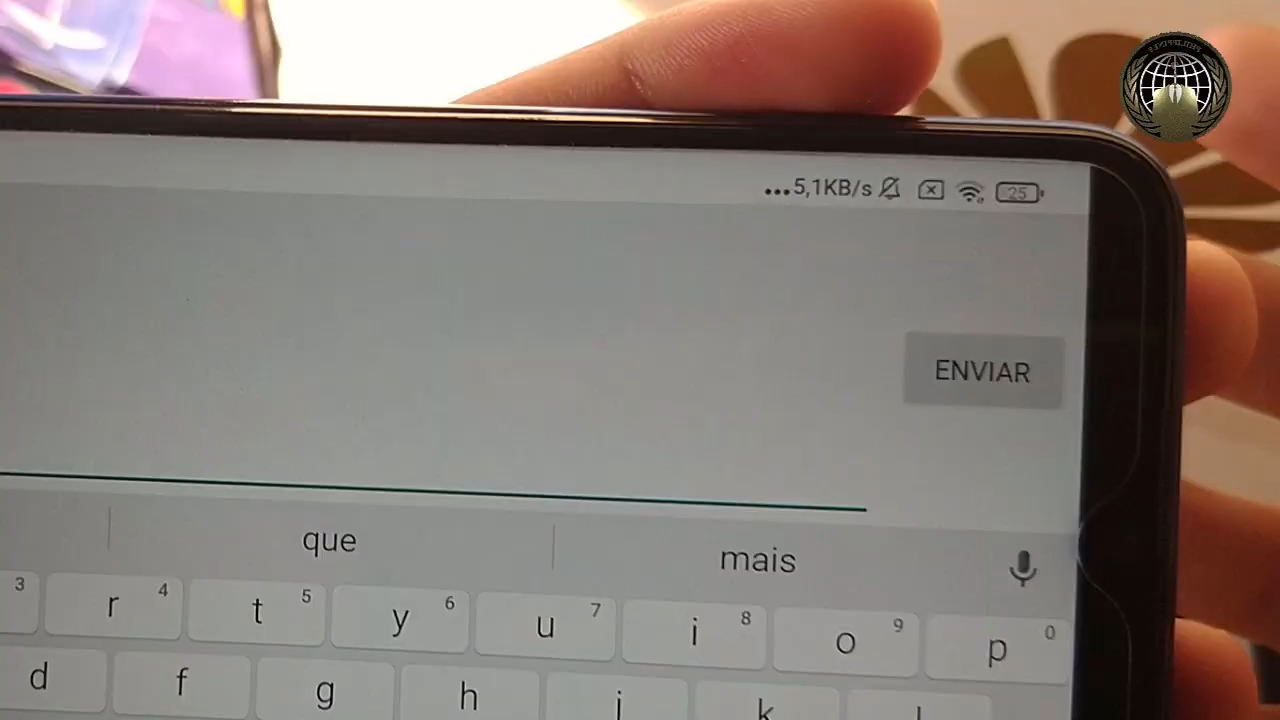 ...5,1KB/s 25
ENVIAR
que mais
3 4 5 6 7 8 9 0
r t y u i o p
d f g h j k l